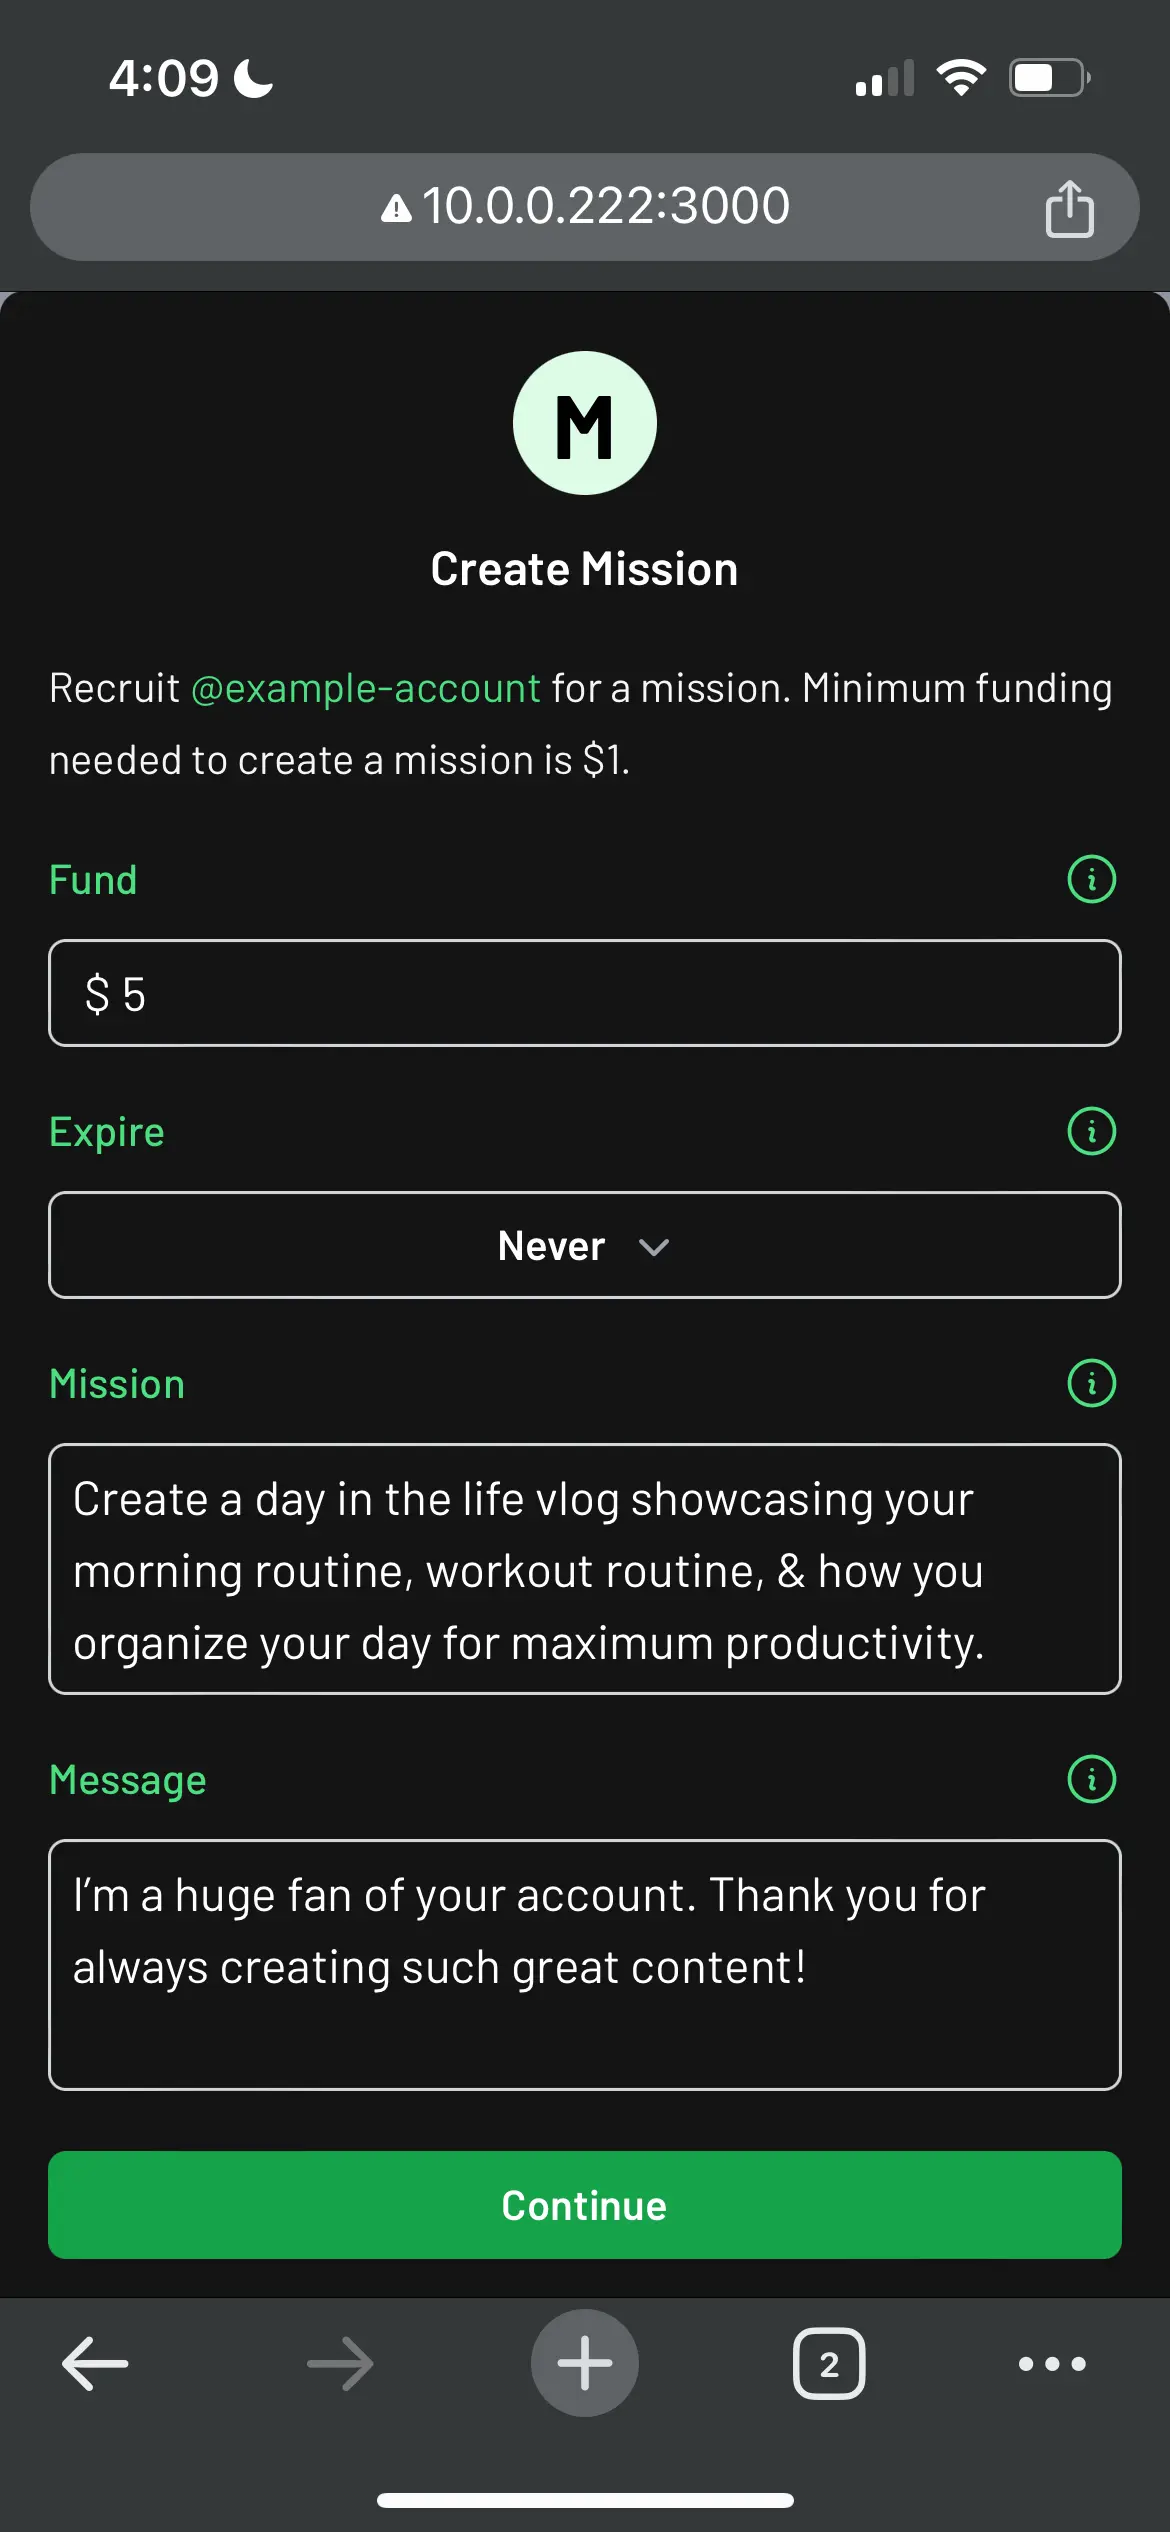 4:09
10.0.0.222:3000
M
Create Mission
Recruit @example-account for a mission. Minimum funding
needed to create a mission is $1.
Fund
$ 5
Expire
Never
Mission
Create a day in the life vlog showcasing your
morning routine, workout routine, & how you
organize your day for maximum productivity.
Message
I’m a huge fan of your account. Thank you for
always creating such great content!
Continue
2